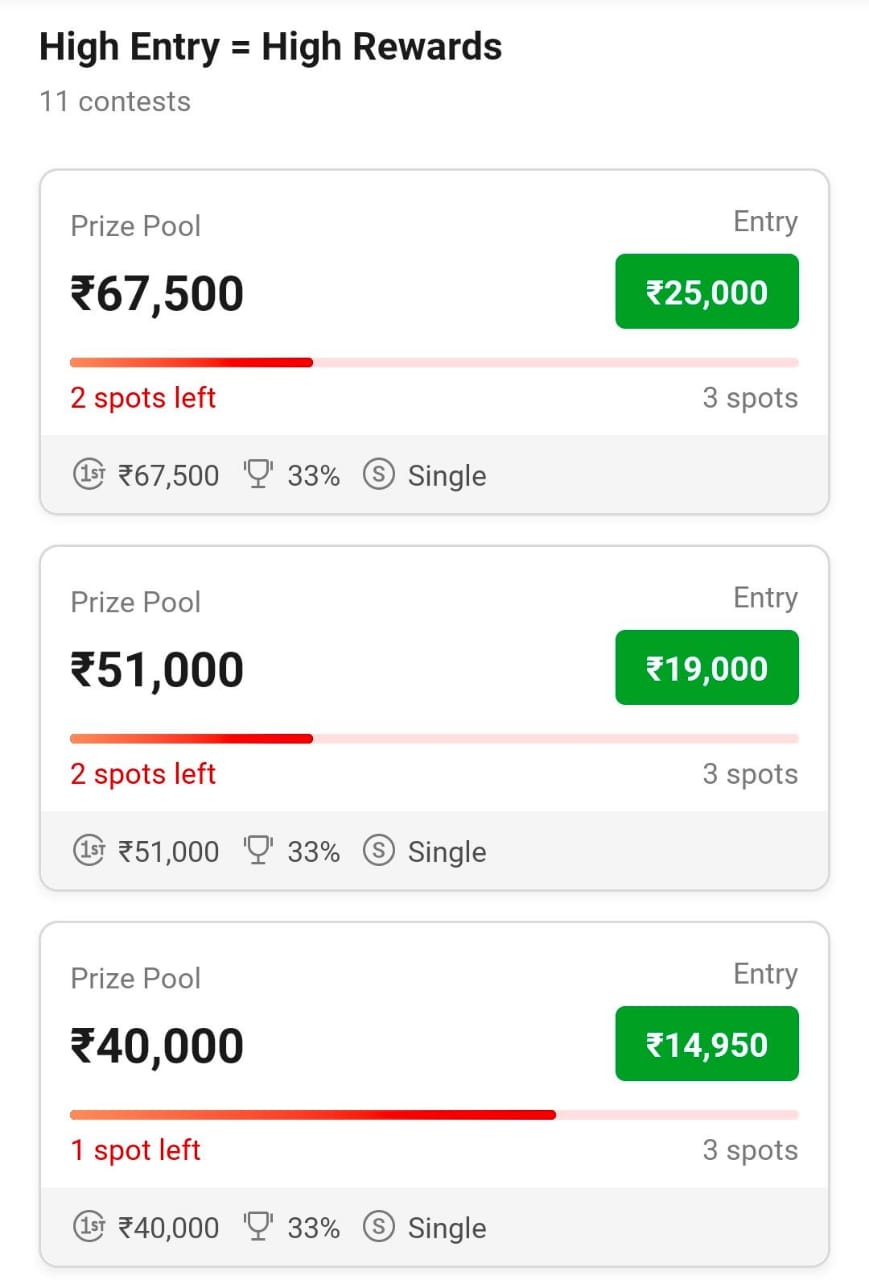 High Entry = High Rewards
11 contests
Prize Pool Entry
₹67,500 ₹25,000
2 spots left 3 spots
1ST ₹67,500 33% S Single
Prize Pool Entry
₹51,000 ₹19,000
2 spots left 3 spots
1ST ₹51,000 33% S Single
Prize Pool Entry
₹40,000 ₹14,950
1 spot left 3 spots
1ST ₹40,000 33% S Single